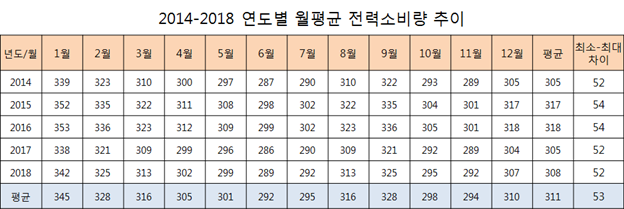 2014-2018 연도별 월평균 전력소비량 추이
년도/월 1월 2월 3월 4월 5월 6월 7월 8월 9월 10월 11월 12월 평균 최소-최대
차이
2014 339 323 310 300 297 287 290 310 322 293 289 305 305 52
2015 352 335 322 311 308 298 302 322 335 304 301 317 317 54
2016 353 336 323 312 309 299 302 323 336 305 301 318 318 54
2017 338 321 309 299 296 286 290 309 321 292 289 304 305 52
2018 342 325 313 302 299 289 292 313 325 295 292 307 308 52
평균 345 328 316 305 301 292 295 316 328 298 294 310 311 53